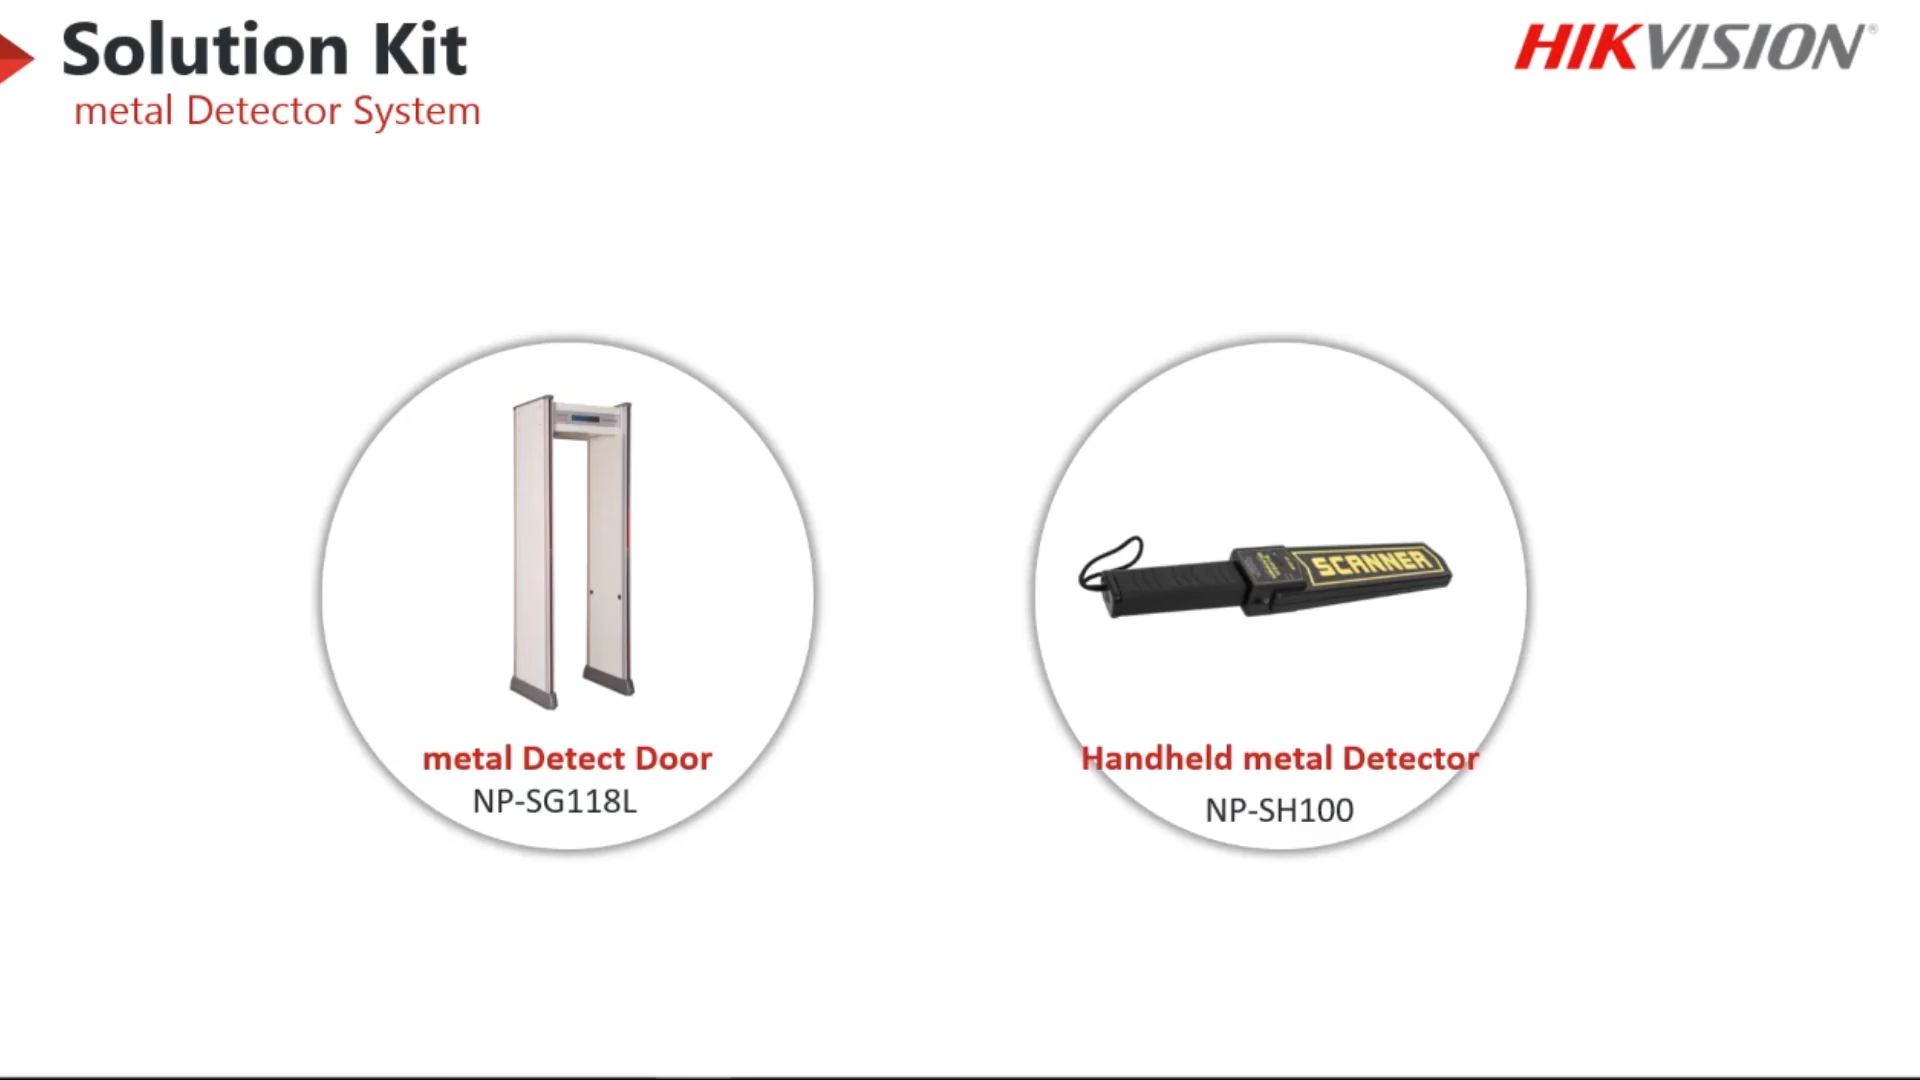 Solution Kit
metal Detector System
HIKVISION®
SCANNER
metal Detect Door
NP-SG118L
Handheld metal Detector
NP-SH100